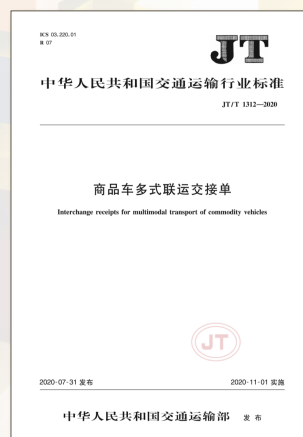 ICS 03.220.01
R 07
JT
中华人民共和国交通运输行业标准
JT/T 1312—2020
商品车多式联运交接单
Interchange receipts for multimodal transport of commodity vehicles
JT
2020-07-31 发布
2020-11-01 实施
中华人民共和国交通运输部 发布